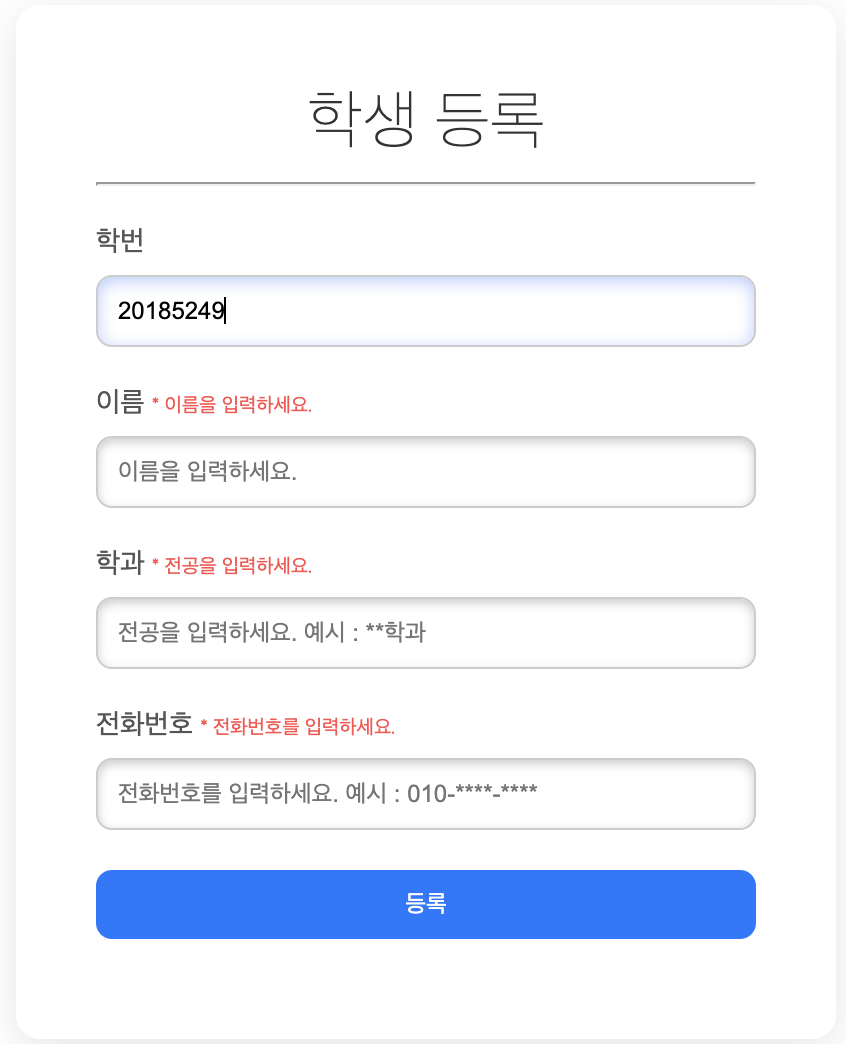 학생 등록
학번
20185249
이름 * 이름을 입력하세요.
이름을 입력하세요.
학과 * 전공을 입력하세요.
전공을 입력하세요. 예시 : **학과
전화번호 * 전화번호를 입력하세요.
전화번호를 입력하세요. 예시 : 010-****-****
등록